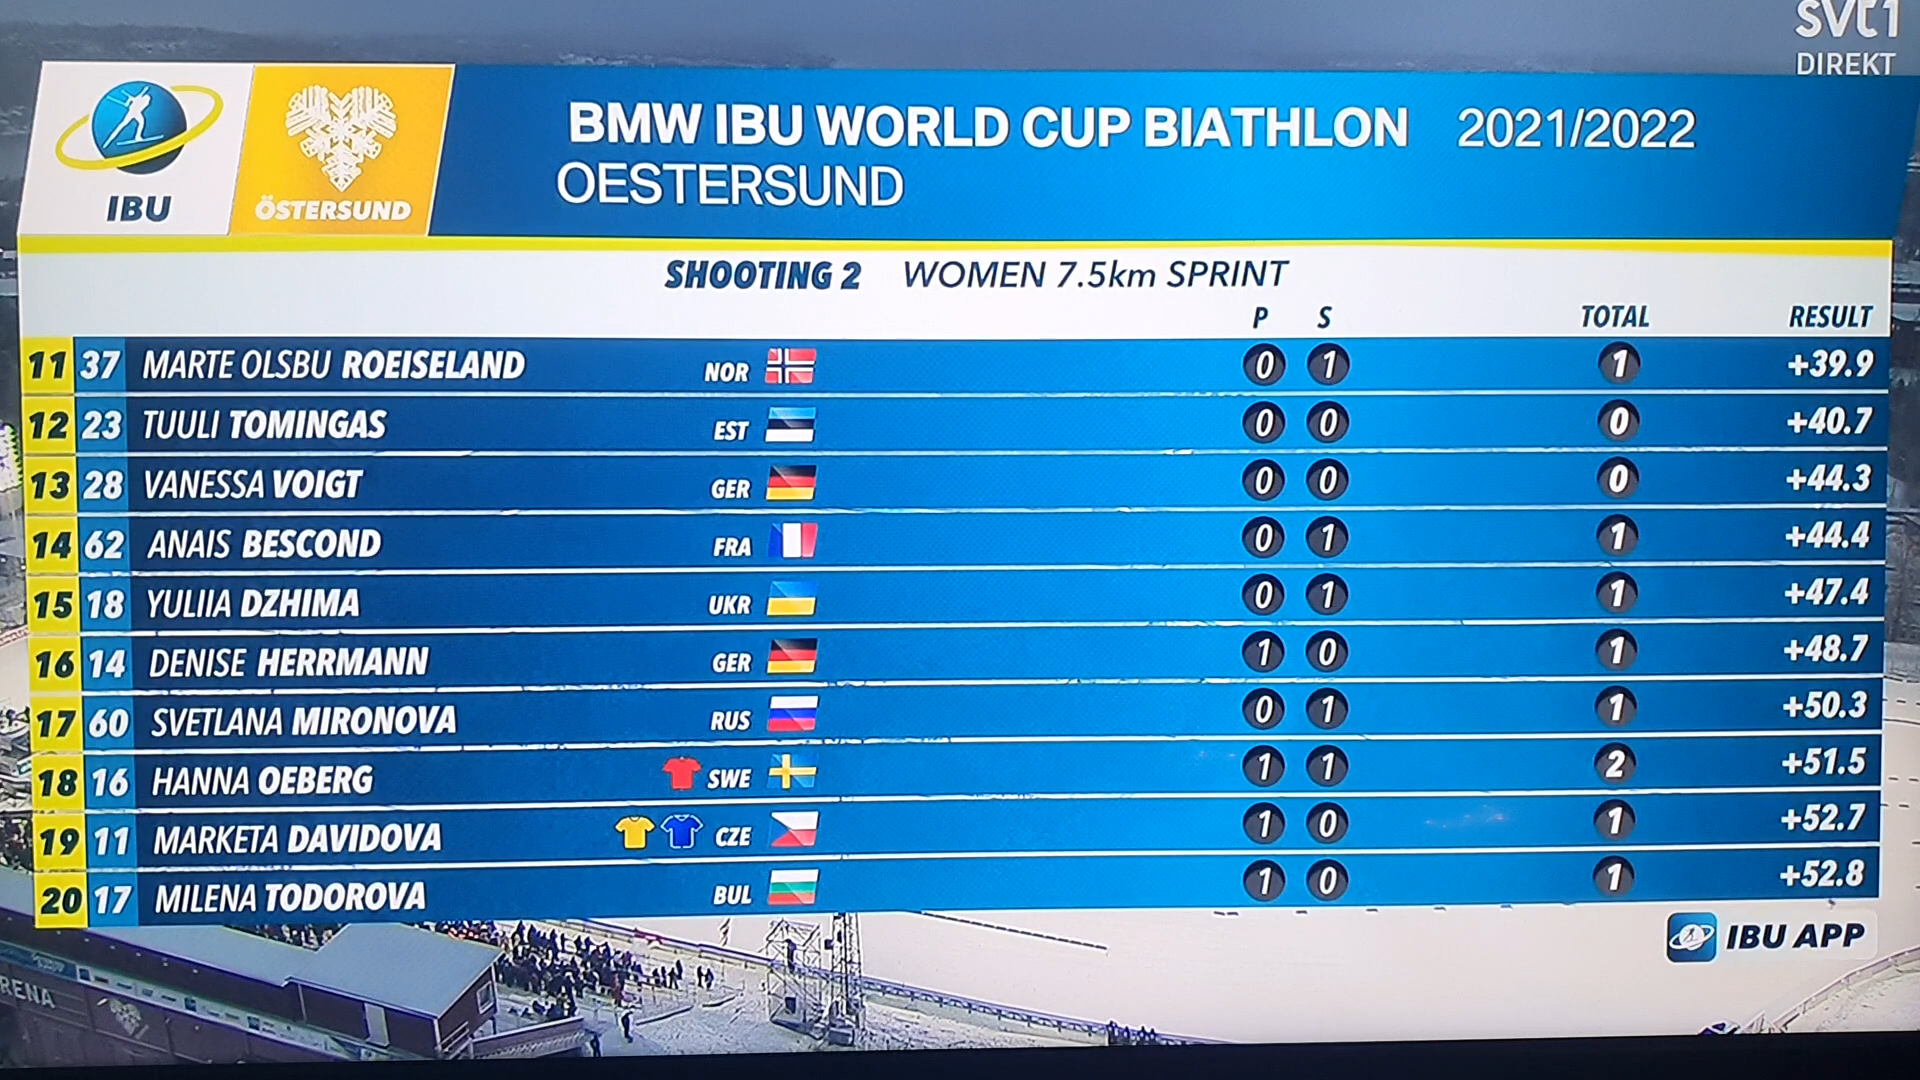 SVT1
DIREKT
IBU
ÖSTERSUND
BMW IBU WORLD CUP BIATHLON 2021/2022
OESTERSUND
SHOOTING 2 WOMEN 7.5km SPRINT
P S TOTAL RESULT
11 37 MARTE OLSBU ROEISELAND NOR 0 1 1 +39.9
12 23 TUULI TOMINGAS EST 0 0 0 +40.7
13 28 VANESSA VOIGT GER 0 0 0 +44.3
14 62 ANAIS BESCOND FRA 0 1 1 +44.4
15 18 YULIIA DZHIMA UKR 0 1 1 +47.4
16 14 DENISE HERRMANN GER 1 0 1 +48.7
17 60 SVETLANA MIRONOVA RUS 0 1 1 +50.3
18 16 HANNA OEBERG SWE 1 1 2 +51.5
19 11 MARKETA DAVIDOVA CZE 1 0 1 +52.7
20 17 MILENA TODOROVA BUL 1 0 1 +52.8
IBU APP